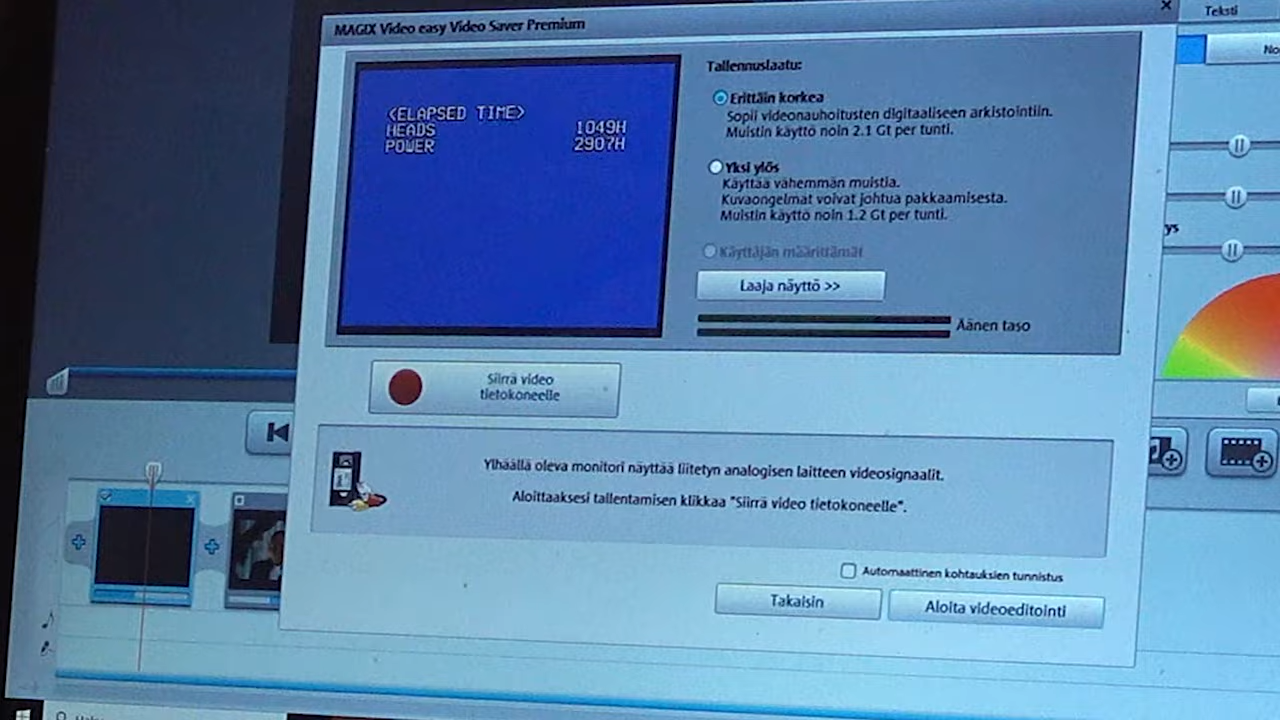 MAGIX Video easy Video Saver Premium
Teksti
<ELAPSED TIME>
HEADS 1049H
POWER 2907H
Tallennuslaatu:
Erittäin korkea
Sopii videonauhoitusten digitaaliseen arkistointiin.
Muistin käyttö noin 2.1 Gt per tunti.
Yksi ylös
Käyttää vähemmän muistia.
Kuvaongelmat voivat johtua pakkaamisesta.
Muistin käyttö noin 1.2 Gt per tunti.
Käyttäjän määrittämät
Laaja näyttö >>
Äänen taso
Siirrä video
tietokoneelle
Ylhäällä oleva monitori näyttää liitetyn analogisen laitteen videosignaalit.
Aloittaaksesi tallentamisen klikkaa "Siirrä video tietokoneelle".
Automaattinen kohtauksien tunnistus
Takaisin
Aloita videoeditointi